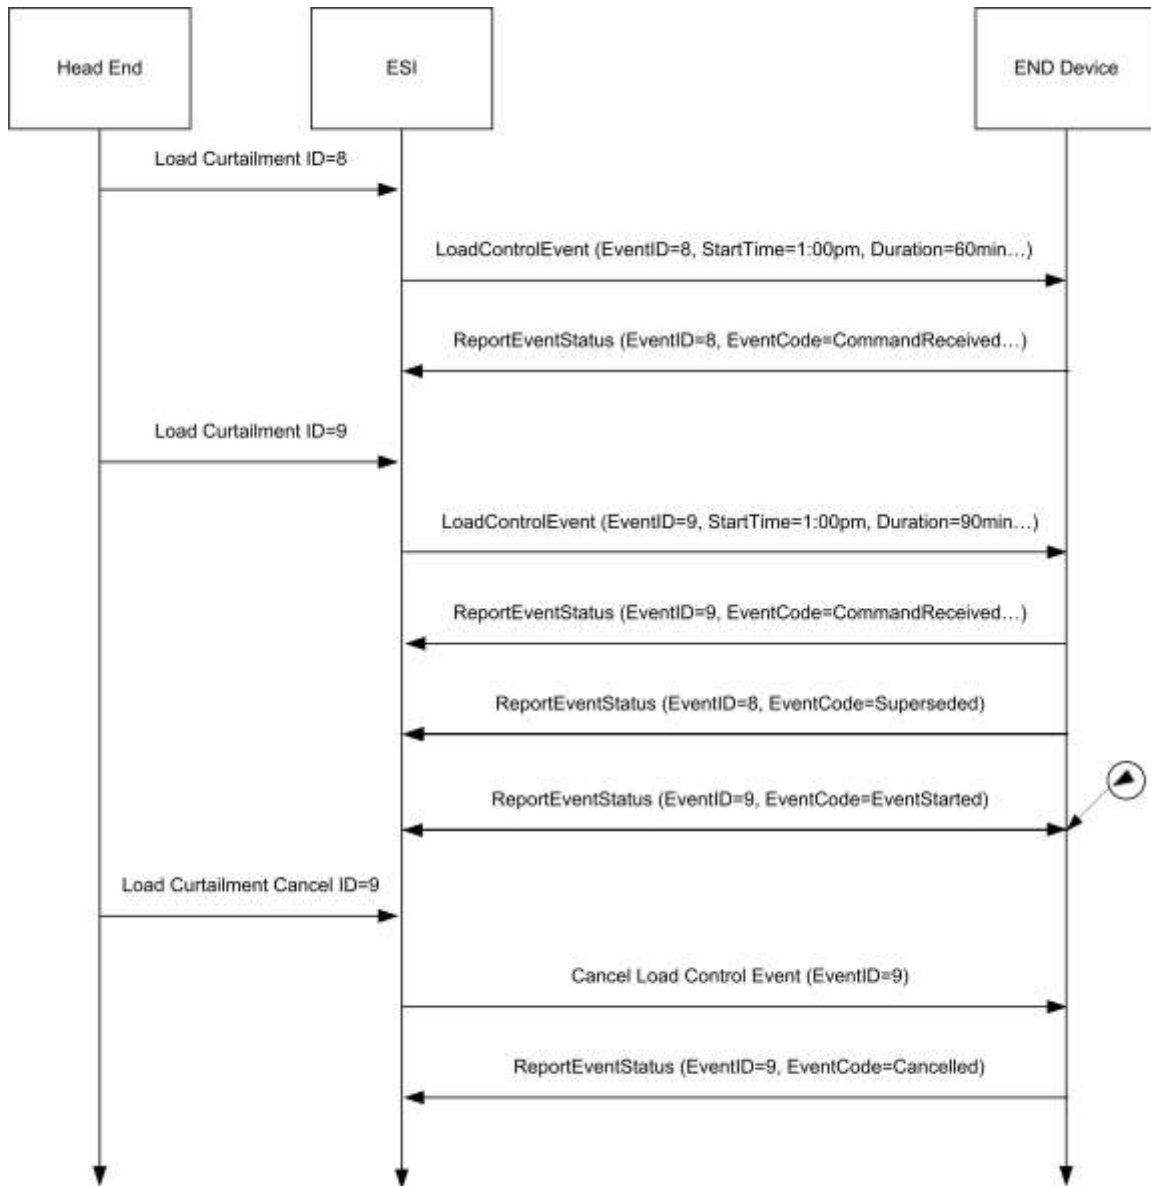 Head End
ESI
END Device
Load Curtailment ID=8
LoadControlEvent (EventID=8, StartTime=1:00pm, Duration=60min…)
ReportEventStatus (EventID=8, EventCode=CommandReceived…)
Load Curtailment ID=9
LoadControlEvent (EventID=9, StartTime=1:00pm, Duration=90min…)
ReportEventStatus (EventID=9, EventCode=CommandReceived…)
ReportEventStatus (EventID=8, EventCode=Superseded)
ReportEventStatus (EventID=9, EventCode=EventStarted)
Load Curtailment Cancel ID=9
Cancel Load Control Event (EventID=9)
ReportEventStatus (EventID=9, EventCode=Cancelled)